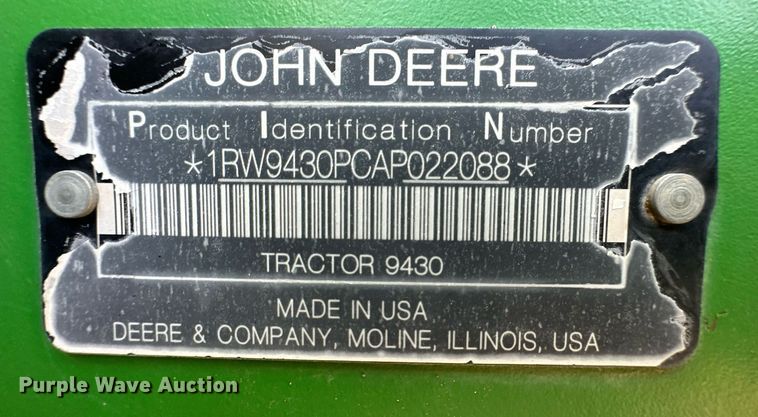 JOHN DEERE
Product Identification Number
*1RW9430PCAP022088*
TRACTOR 9430
MADE IN USA
DEERE & COMPANY, MOLINE, ILLINOIS, USA
Purple Wave Auction